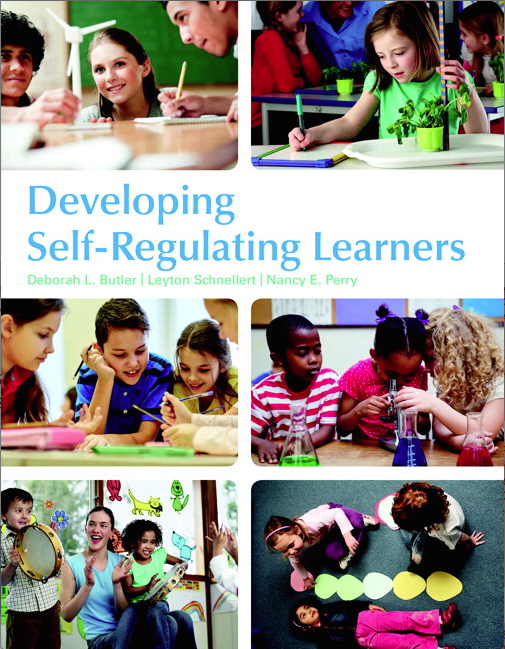 Developing
Self-Regulating Learners
Deborah L. Butler | Leyton Schnellert | Nancy E. Perry